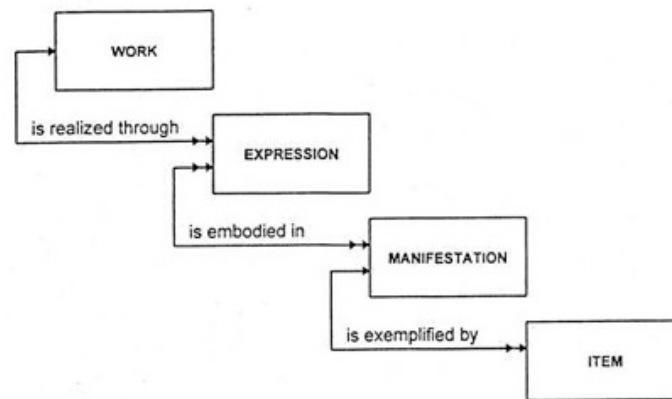 WORK
is realized through
EXPRESSION
is embodied in
MANIFESTATION
is exemplified by
ITEM